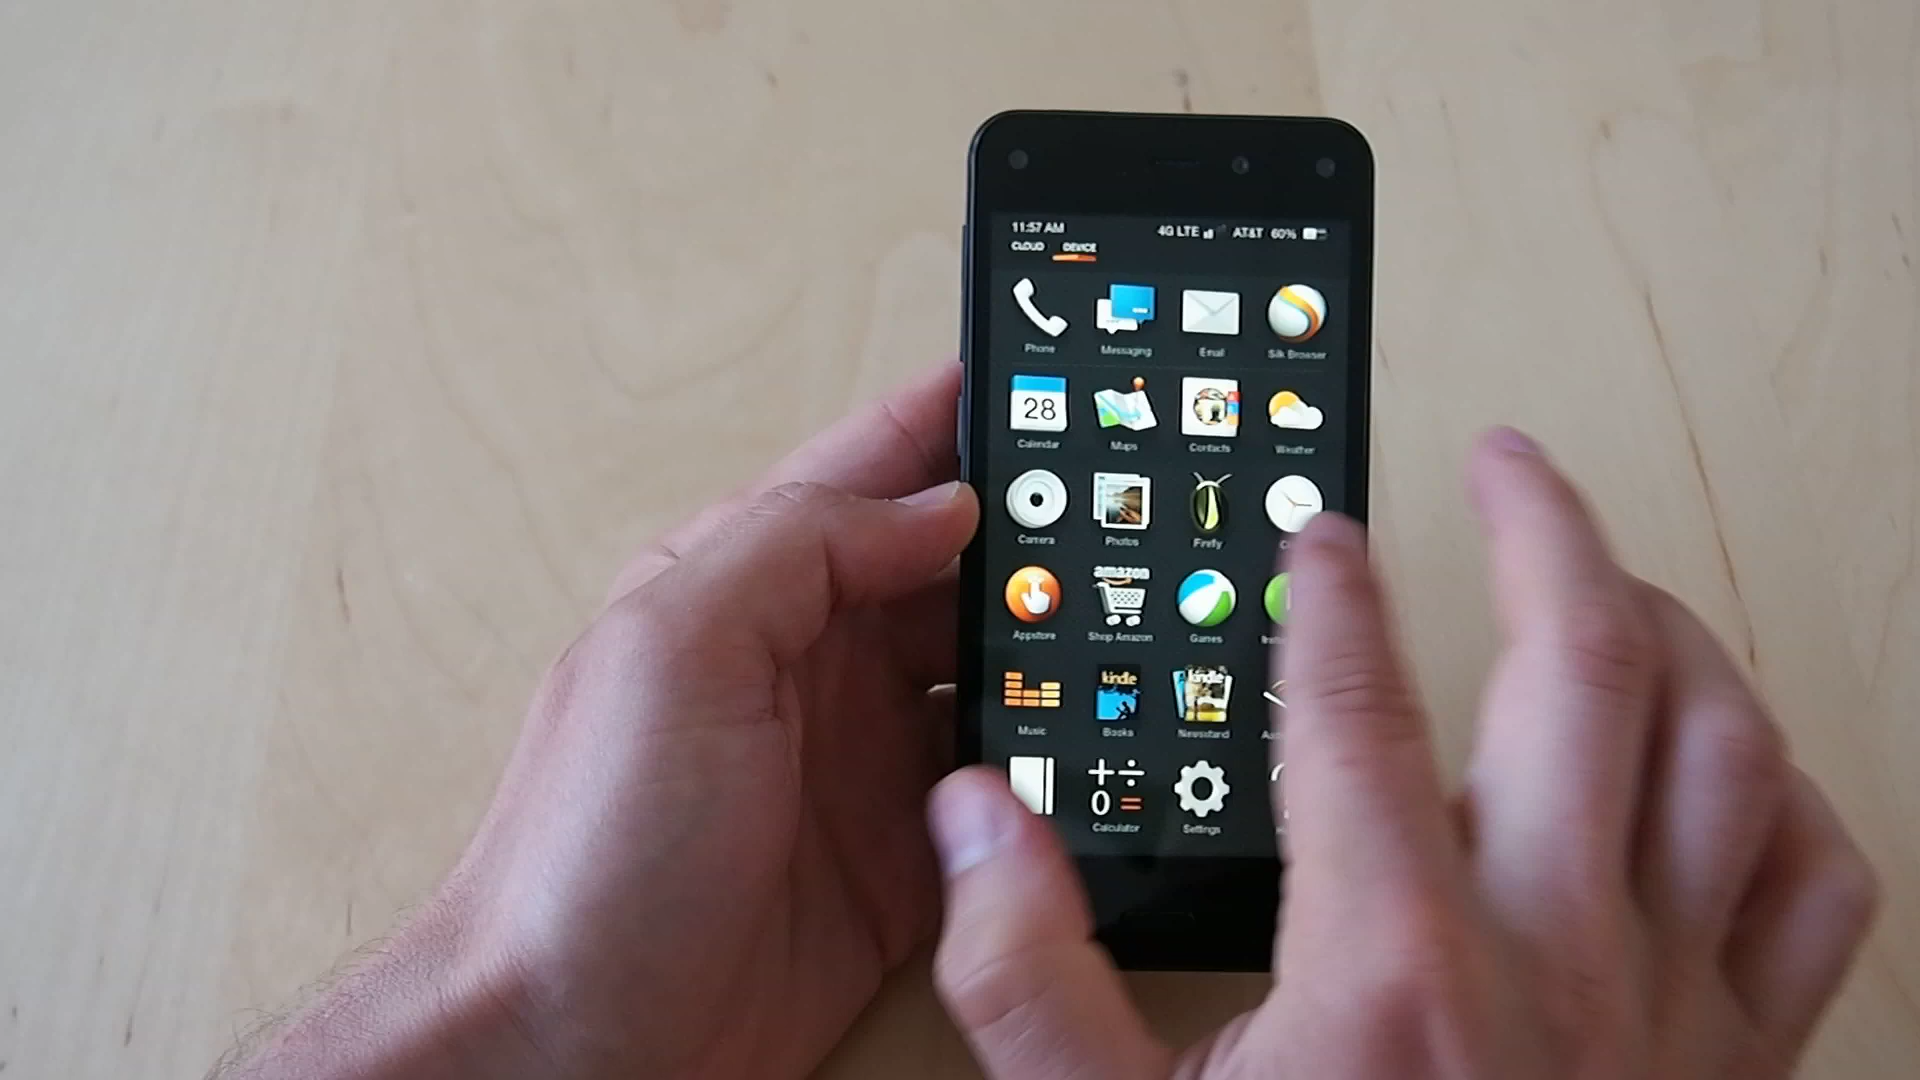 11:57 AM 4G LTE AT&T 60%
CLOUD DEVICE
Phone Messaging Email Silk Browser
28
Calendar Maps Contacts Weather
Camera Photos Firefly
amazon
Appstore Shop Amazon Games
kindle kindle
Music Books Newsstand
+ ÷
0 =
Calculator Settings